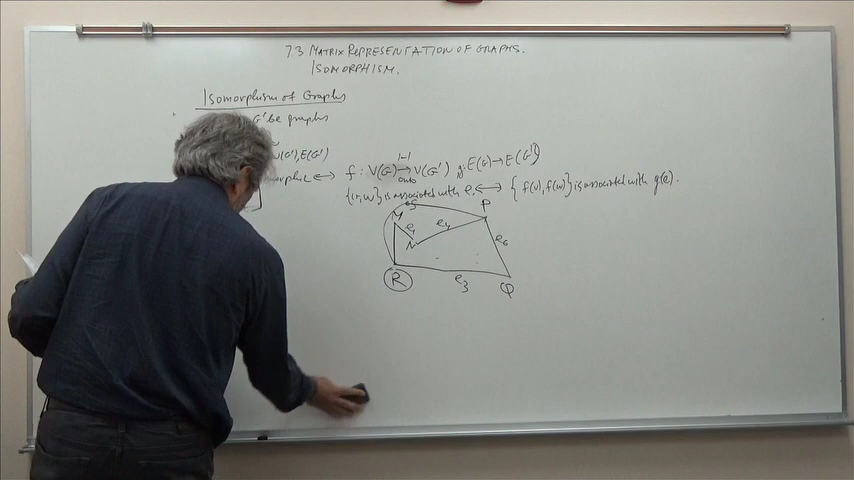 7.3 MATRIX REPRESENTATION OF GRAPHS.
ISOMORPHISM.
Isomorphism of Graphs
G' be graphs
(G'), E(G')
↔ f: V(G) 1-1→ onto V(G') g: E(G) → E(G')
{v, w} is associated with e ↔ { f(v), f(w)} is associated with g(e).
e5 P
M e1 e4
N e6
R e3 Q